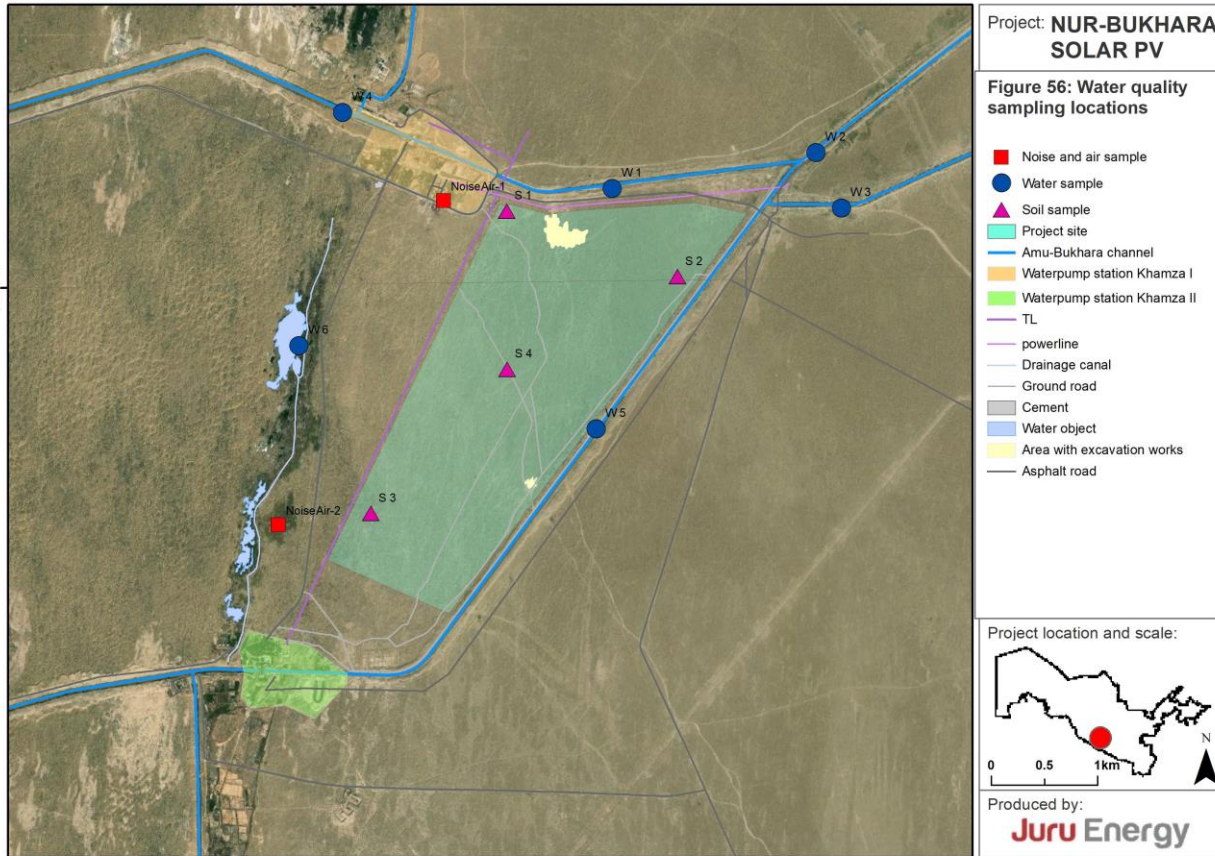 W 4
W 2
W 1
W 3
NoiseAir-1
S 1
S 2
W 6
S 4
W 5
S 3
NoiseAir-2
Project: NUR-BUKHARA
SOLAR PV
Figure 56: Water quality
sampling locations
Noise and air sample
Water sample
Soil sample
Project site
Amu-Bukhara channel
Waterpump station Khamza I
Waterpump station Khamza II
TL
powerline
Drainage canal
Ground road
Cement
Water object
Area with excavation works
Asphalt road
Project location and scale:
N
0 0.5 1km
Produced by:
Juru Energy